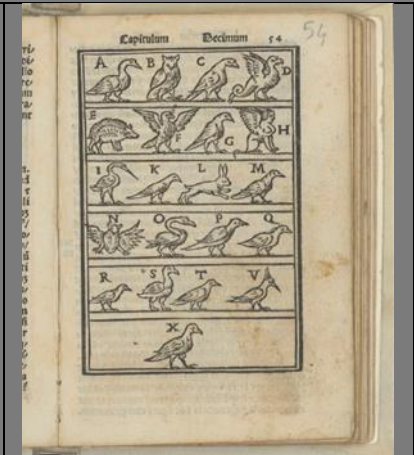 Capitulum Decimum 54
54
A B C D
E F G H
I K L M
N O P Q
R S T V
X